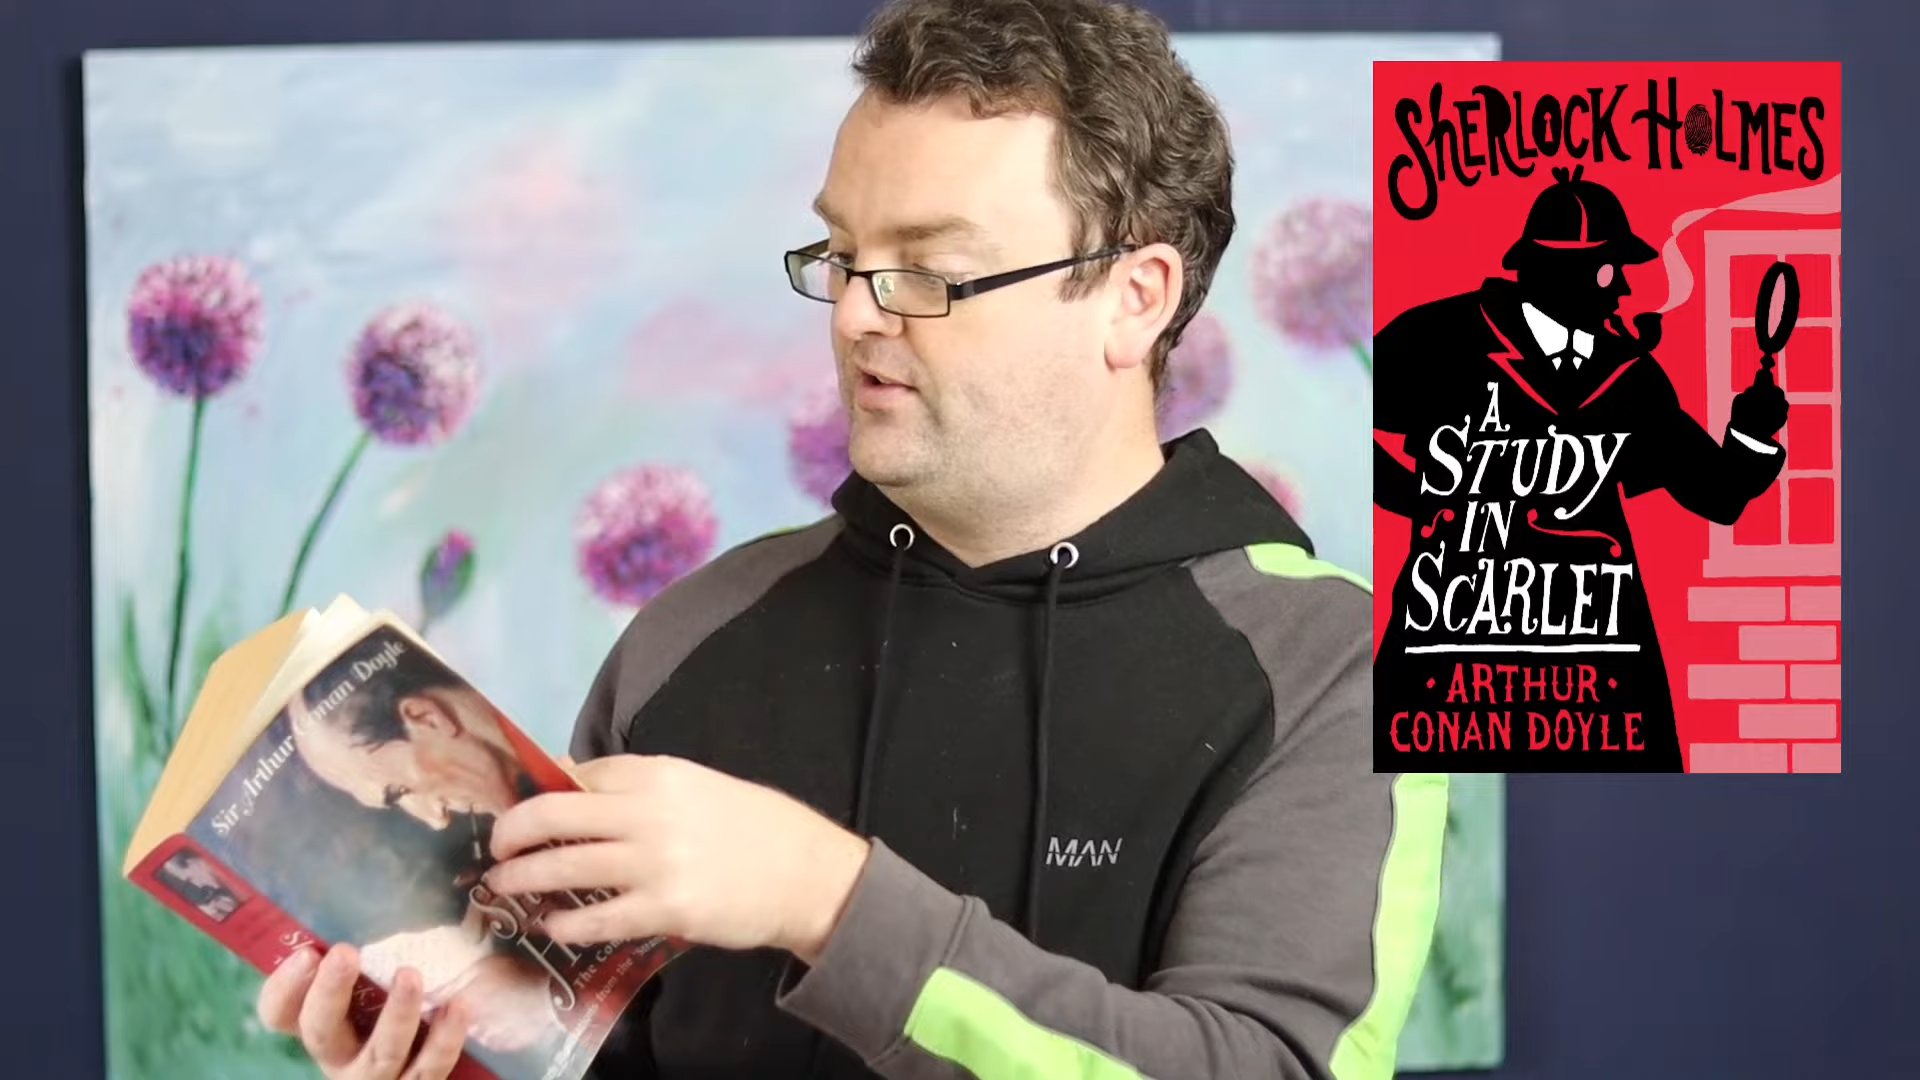 SHERLOCK HOLMES
A
STUDY
IN
SCARLET
• ARTHUR •
CONAN DOYLE
Sir Arthur Conan Doyle
MAN